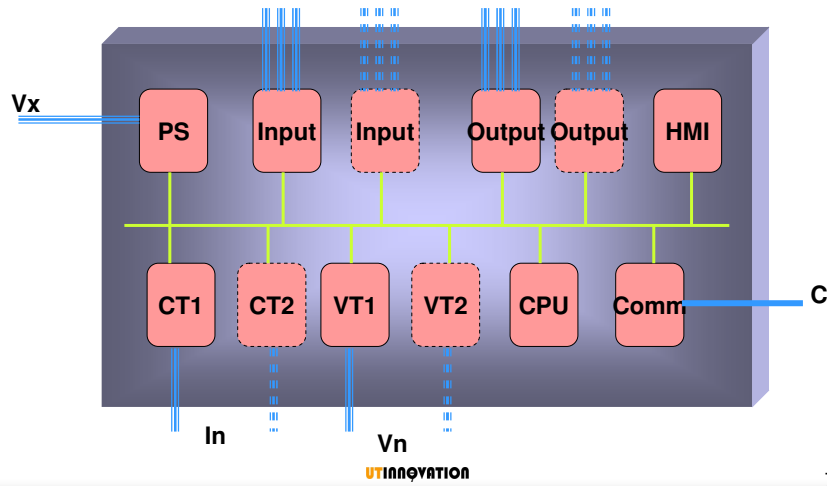 Vx
PS
Input
Input
Output
Output
HMI
CT1
CT2
VT1
VT2
CPU
Comm
C
In
Vn
UTINNOVATION